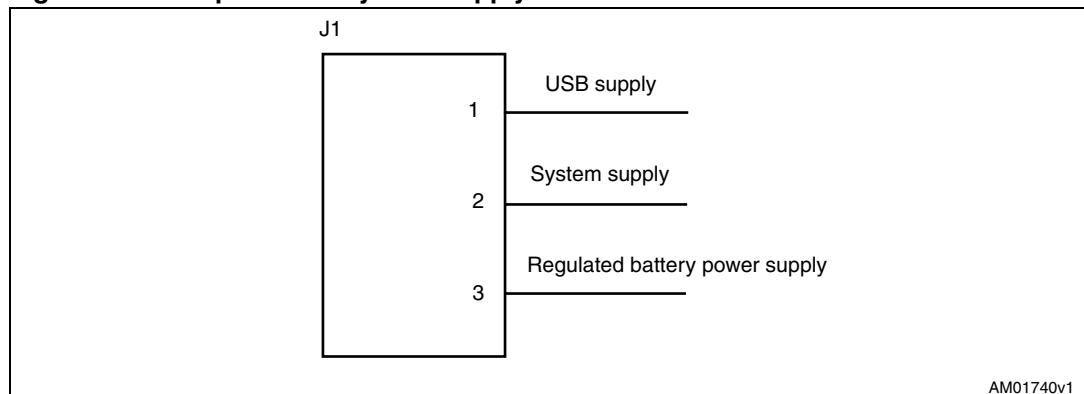 J1
1
USB supply
2
System supply
3
Regulated battery power supply
AM01740v1